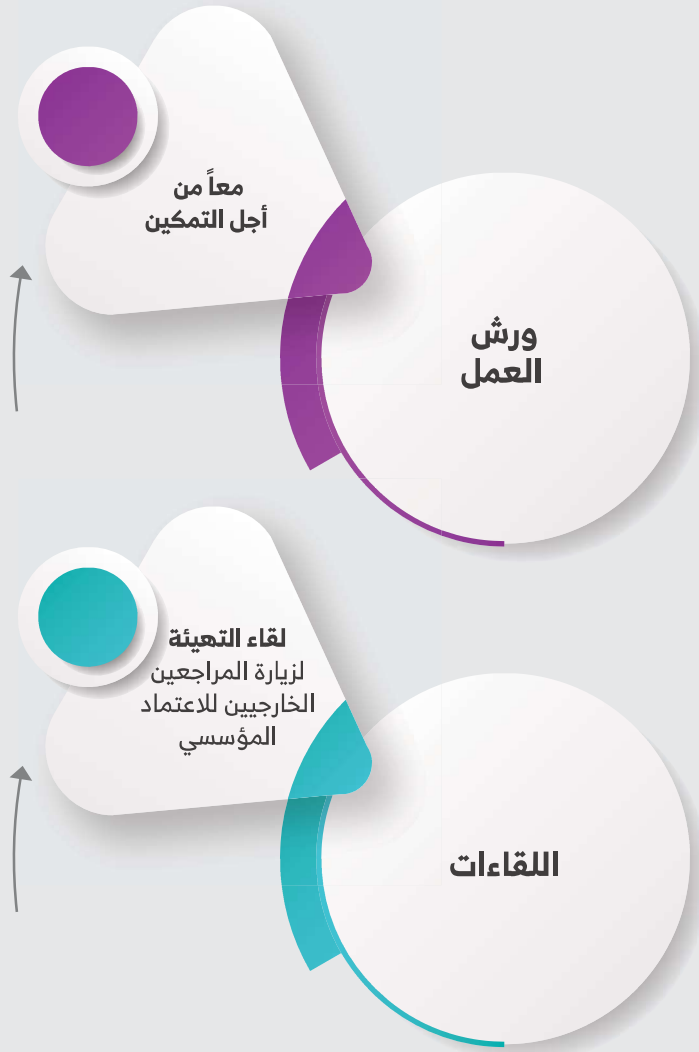 ورش
العمل
معاً من
أجل التمكين
اللقاءات
لقاء التهيئة
لزيارة المراجعين
الخارجيين للاعتماد
المؤسسي